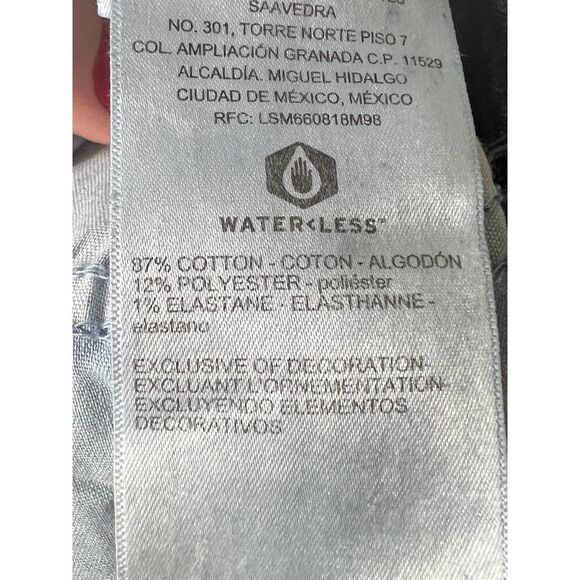 SAAVEDRA
NO. 301, TORRE NORTE PISO 7
COL. AMPLIACIÓN GRANADA C.P. 11529
ALCALDÍA. MIGUEL HIDALGO
CIUDAD DE MÉXICO, MÉXICO
RFC: LSM660818M98
WATER<LESS™
87% COTTON - COTON - ALGODÓN
12% POLYESTER - poliéster
1% ELASTANE - ELASTHANNE -
elastano
EXCLUSIVE OF DECORATION-
EXCLUANT L'ORNEMENTATION-
EXCLUYENDO ELEMENTOS
DECORATIVOS